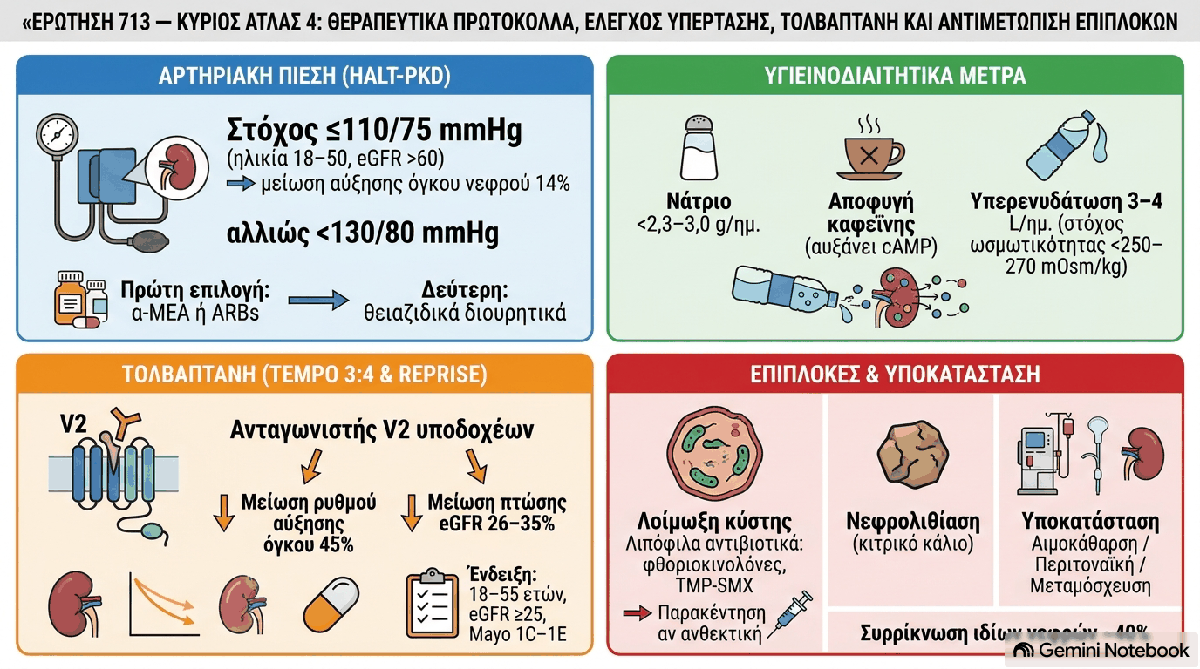 «ΕΡΩΤΗΣΗ 713 — ΚΥΡΙΟΣ ΑΤΛΑΣ 4: ΘΕΡΑΠΕΥΤΙΚΑ ΠΡΩΤΟΚΟΛΛΑ, ΕΛΕΓΧΟΣ ΥΠΕΡΤΑΣΗΣ, ΤΟΛΒΑΠΤΑΝΗ ΚΑΙ ΑΝΤΙΜΕΤΩΠΙΣΗ ΕΠΙΠΛΟΚΩΝ
ΑΡΤΗΡΙΑΚΗ ΠΙΕΣΗ (HALT-PKD)
Στόχος ≤110/75 mmHg
(ηλικία 18–50, eGFR >60)
μείωση αύξησης όγκου νεφρού 14%
αλλιώς <130/80 mmHg
Πρώτη επιλογή:
α-ΜΕΑ ή ARBs
Δεύτερη:
θειαζιδικά διουρητικά
ΥΓΙΕΙΝΟΔΙΑΙΤΗΤΙΚΑ ΜΕΤΡΑ
Νάτριο
<2,3–3,0 g/ημ.
Αποφυγή
καφεΐνης
(αυξάνει cAMP)
Υπερενυδάτωση 3–4
L/ημ. (στόχος
ωσμωτικότητας <250–
270 mOsm/kg)
ΤΟΛΒΑΠΤΑΝΗ (TEMPO 3:4 & REPRISE)
V2
Ανταγωνιστής V2 υποδοχέων
Μείωση ρυθμού
αύξησης
όγκου 45%
Μείωση πτώσης
eGFR 26–35%
Ένδειξη:
18–55 ετών,
eGFR ≥25,
Mayo 1C–1E
ΕΠΙΠΛΟΚΕΣ & ΥΠΟΚΑΤΑΣΤΑΣΗ
Λοίμωξη κύστης
Λιπόφιλα αντιβιοτικά:
φθοριοκινολόνες,
TMP-SMX
Παρακέντηση
αν ανθεκτική
Νεφρολιθίαση
(κιτρικό κάλιο)
Υποκατάσταση
Αιμοκάθαρση /
Περιτοναϊκή /
Μεταμόσχευση
Συρρίκνωση ιδίων νεφρών ~40%
Gemini Notebook